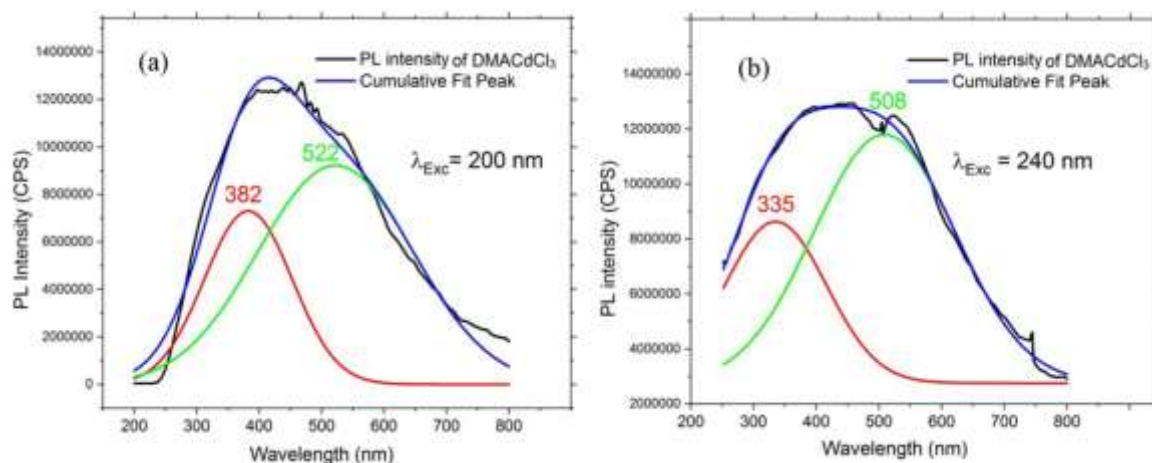 (a)
PL intensity of DMACdCl₃
Cumulative Fit Peak
λExc= 200 nm
382
522
PL Intensity (CPS)
14000000
12000000
10000000
8000000
6000000
4000000
2000000
0
200 300 400 500 600 700 800
Wavelength (nm)
(b)
PL intensity of DMACdCl₃
Cumulative Fit Peak
508
λExc = 240 nm
335
PL intensity (CPS)
14000000
12000000
10000000
8000000
6000000
4000000
2000000
200 300 400 500 600 700 800
Wavelength (nm)